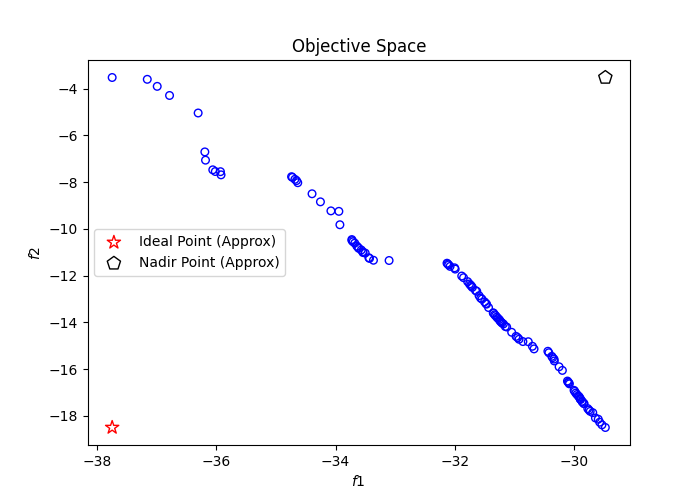 Objective Space
−4
−6
−8
−10
−12
−14
−16
−18
f2
Ideal Point (Approx)
Nadir Point (Approx)
−38
−36
−34
−32
−30
f1